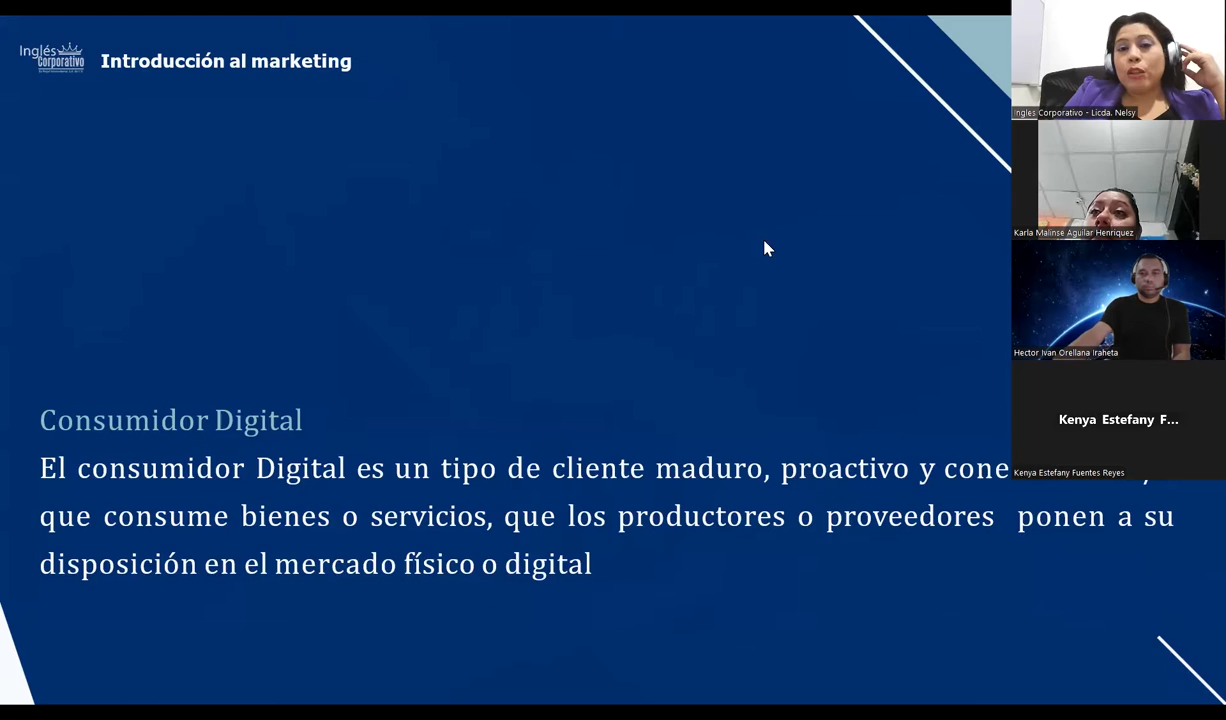 Inglés
Corporativo
Introducción al marketing
Ingles Corporativo - Licda. Nelsy
Karla Malinse Aguilar Henriquez
Hector Ivan Orellana Iraheta
Kenya Estefany F...
Kenya Estefany Fuentes Reyes
Consumidor Digital
El consumidor Digital es un tipo de cliente maduro, proactivo y
que consume bienes o servicios, que los productores o proveedores ponen a su
disposición en el mercado físico o digital